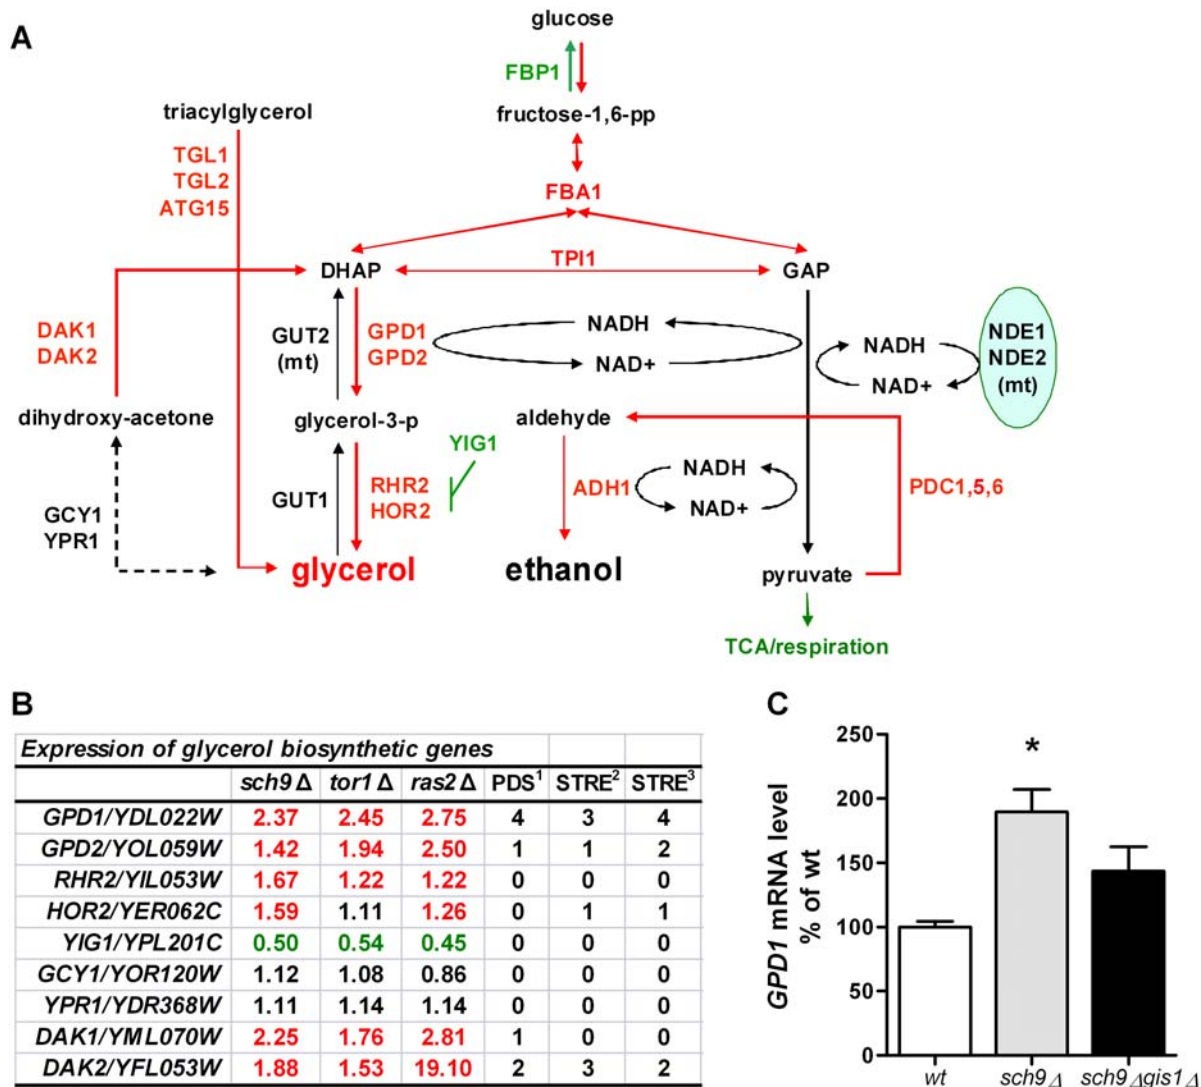 A
glucose
FBP1
triacylglycerol
fructose-1,6-pp
TGL1
TGL2
ATG15
FBA1
DHAP
TPI1
GAP
DAK1
DAK2
GUT2
(mt)
GPD1
GPD2
NADH
NAD+
NADH
NAD+
NDE1
NDE2
(mt)
dihydroxy-acetone
glycerol-3-p
aldehyde
YIG1
GCY1
YPR1
GUT1
RHR2
HOR2
ADH1
NADH
NAD+
PDC1,5,6
glycerol
ethanol
pyruvate
TCA/respiration
B
Expression of glycerol biosynthetic genes
sch9 Δ tor1 Δ ras2 Δ PDS¹ STRE² STRE³
GPD1/YDL022W 2.37 2.45 2.75 4 3 4
GPD2/YOL059W 1.42 1.94 2.50 1 1 2
RHR2/YIL053W 1.67 1.22 1.22 0 0 0
HOR2/YER062C 1.59 1.11 1.26 0 1 1
YIG1/YPL201C 0.50 0.54 0.45 0 0 0
GCY1/YOR120W 1.12 1.08 0.86 0 0 0
YPR1/YDR368W 1.11 1.14 1.14 0 0 0
DAK1/YML070W 2.25 1.76 2.81 1 0 0
DAK2/YFL053W 1.88 1.53 19.10 2 3 2
C
GPD1 mRNA level
% of wt
250
200
150
100
50
0
*
wt sch9Δ sch9Δgis1Δ